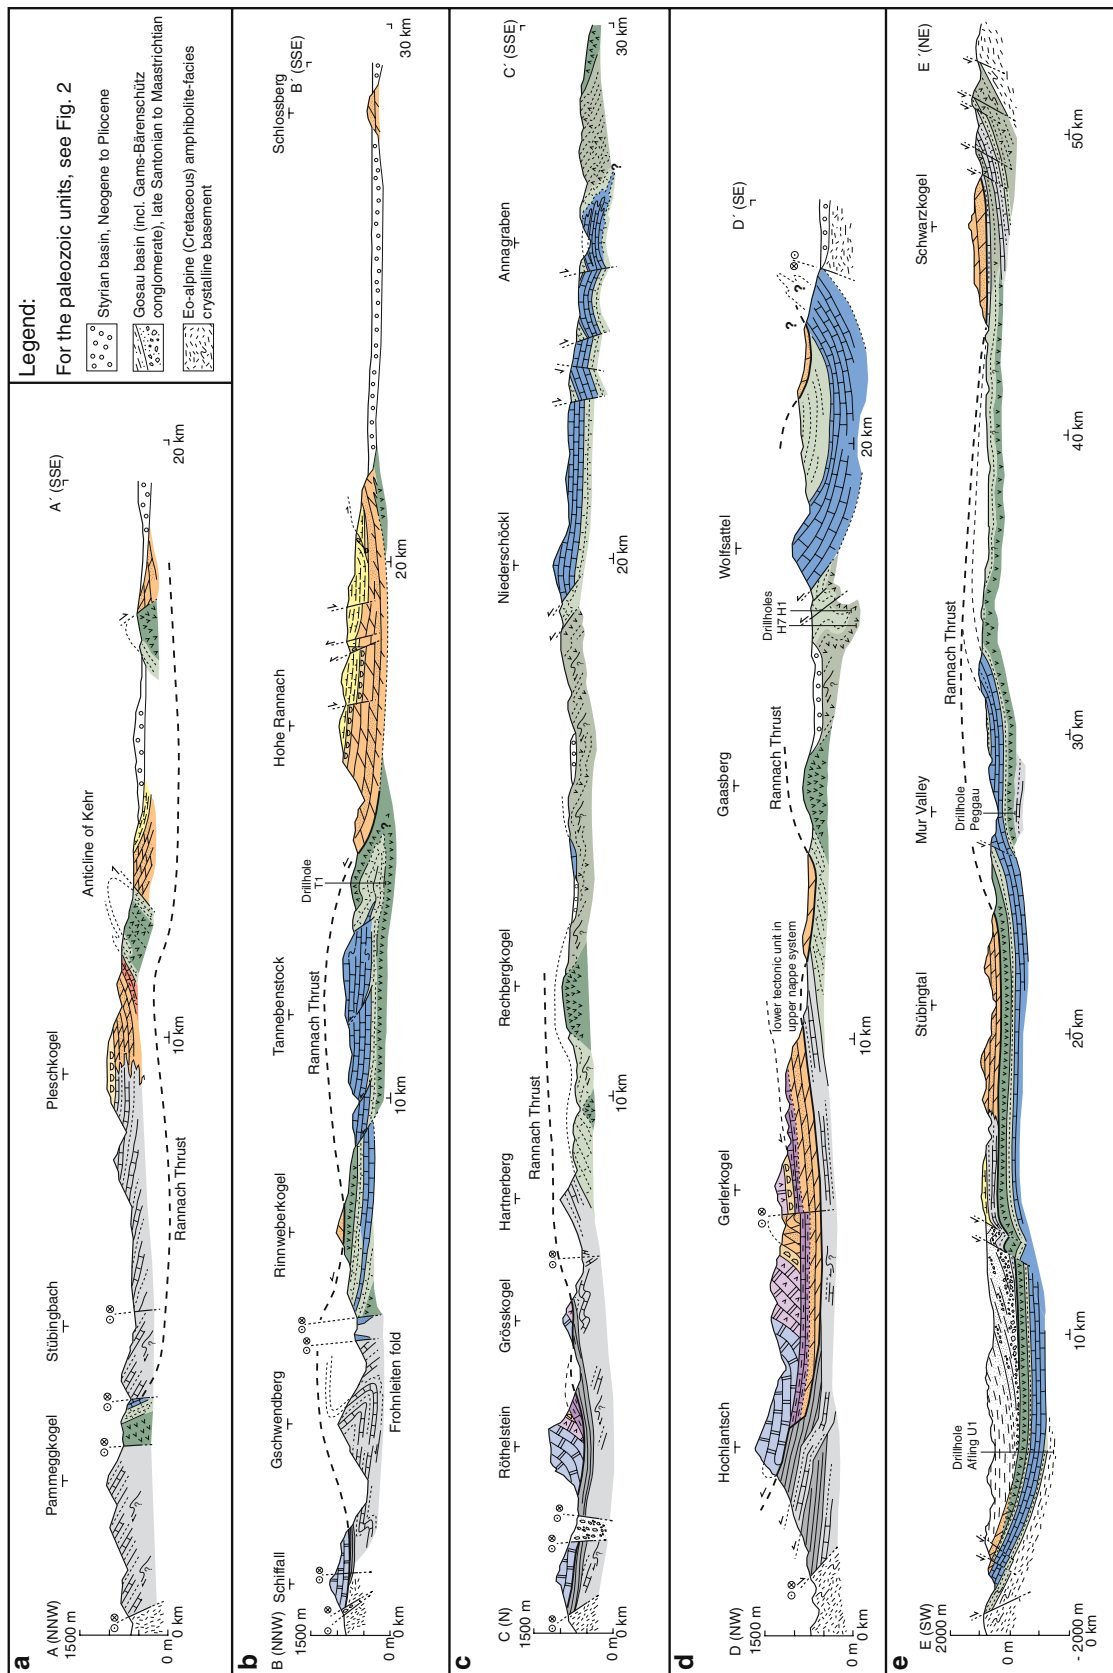 a
A (NNW)
1500 m
0 m
0 km
Pammeggkogel
Stübingbach
Pleschkogel
Anticline of Kehr
Rannach Thrust
10 km
A´ (SSE)
20 km
Legend:
For the paleozoic units, see Fig. 2
Styrian basin, Neogene to Pliocene
Gosau basin (incl. Gams-Bärenschütz
conglomerate), late Santonian to Maastrichtian
Eo-alpine (Cretaceous) amphibolite-facies
crystalline basement
b
B (NNW)
1500 m
0 m
0 km
Schiffall
Gschwendberg
Frohnleiten fold
Rinnweberkogel
Rannach Thrust
Tannebenstock
10 km
Drillhole
T1
?
Hohe Rannach
20 km
Schlossberg
B´ (SSE)
30 km
c
C (N)
1500 m
0 m
0 km
Röthelstein
Grösskogel
Hartnerberg
Rannach Thrust
Rechbergkogel
10 km
Niederschöckl
20 km
Annagraben
?
C´ (SSE)
30 km
d
D (NW)
1500 m
0 m
0 km
Hochlantsch
Gerlerkogel
lower tectonic unit in
upper nappe system
10 km
Gaasberg
Rannach Thrust
Drillholes
H7 H1
Wolfsattel
20 km
?
?
D´ (SE)
e
E (SW)
2000 m
0 m
- 2000 m
0 km
Drillhole
Afling U1
10 km
Stübingtal
20 km
Mur Valley
Drillhole
Peggau
Rannach Thrust
30 km
40 km
Schwarzkogel
E´ (NE)
50 km